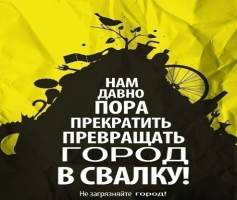 НАМ
ДАВНО
ПОРА
ПРЕКРАТИТЬ
ПРЕВРАЩАТЬ
ГОРОД
В СВАЛКУ!
Не загрязняйте город!